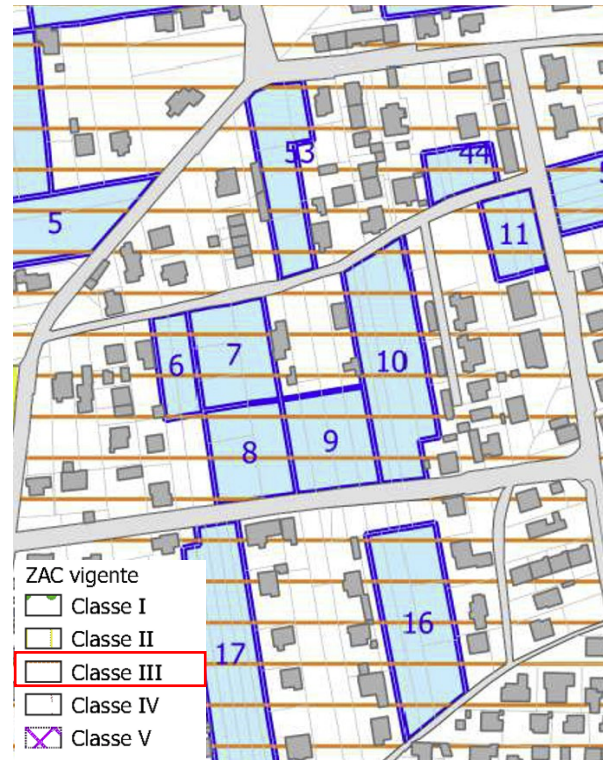 53
44
5
11
6
7
10
8
9
16
17
ZAC vigente
Classe I
Classe II
Classe III
Classe IV
Classe V